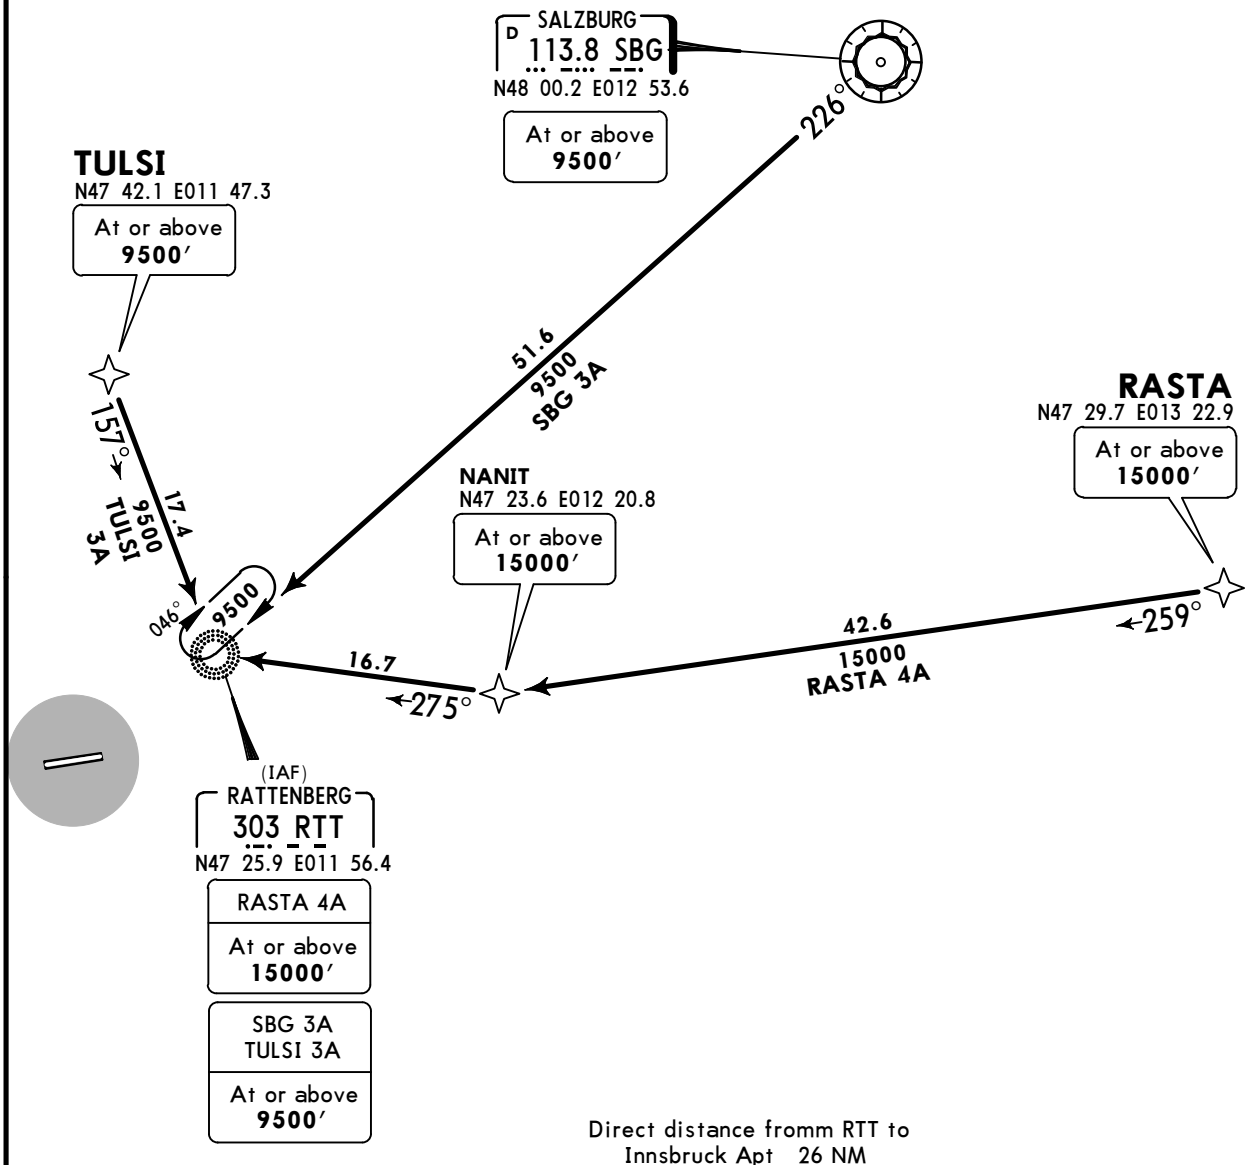 SALZBURG
D 113.8 SBG
N48 00.2 E012 53.6
At or above
9500′
226°
TULSI
N47 42.1 E011 47.3
At or above
9500′
157°
17.4
9500
TULSI
3A
51.6
9500
SBG 3A
RASTA
N47 29.7 E013 22.9
At or above
15000′
NANIT
N47 23.6 E012 20.8
At or above
15000′
259°
42.6
15000
RASTA 4A
16.7
275°
046°
9500
(IAF)
RATTENBERG
303 RTT
N47 25.9 E011 56.4
RASTA 4A
At or above
15000′
SBG 3A
TULSI 3A
At or above
9500′
Direct distance fromm RTT to
Innsbruck Apt 26 NM